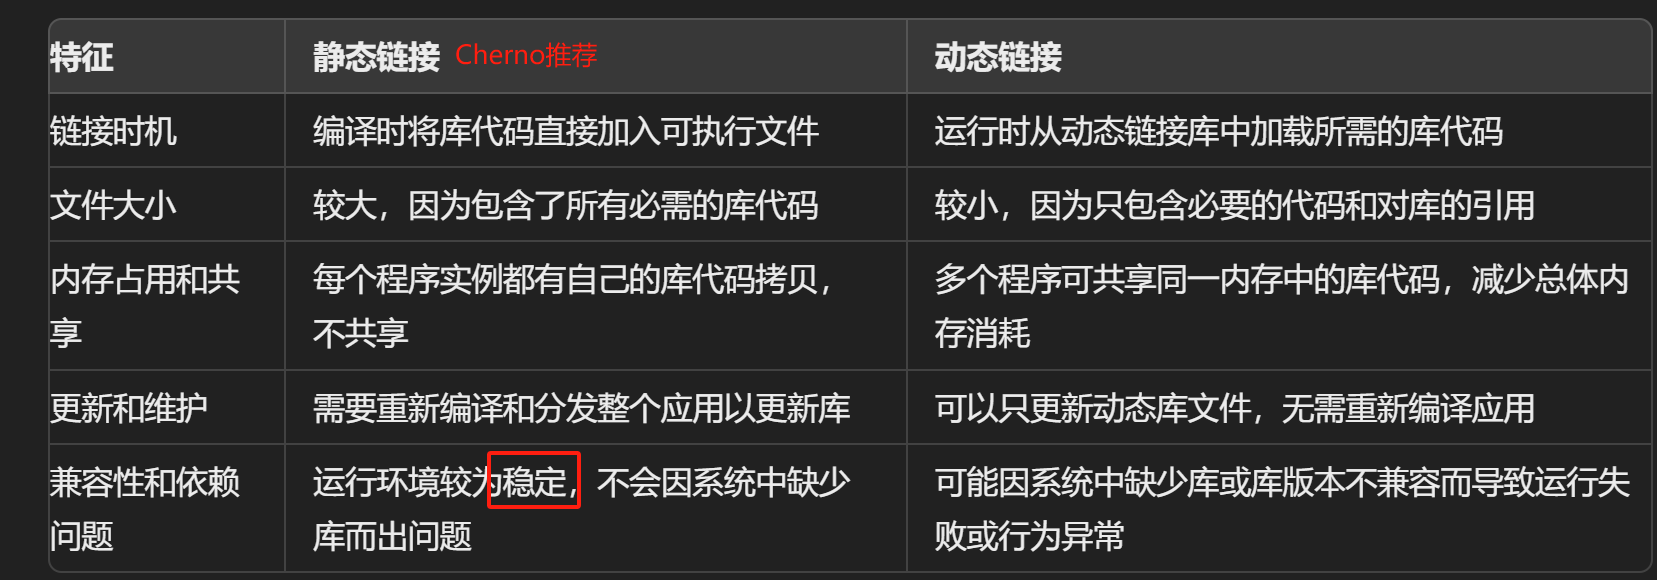 特征
静态链接 Cherno推荐
动态链接
链接时机
编译时将库代码直接加入可执行文件
运行时从动态链接库中加载所需的库代码
文件大小
较大，因为包含了所有必需的库代码
较小，因为只包含必要的代码和对库的引用
内存占用和共
享
每个程序实例都有自己的库代码拷贝，
不共享
多个程序可共享同一内存中的库代码，减少总体内
存消耗
更新和维护
需要重新编译和分发整个应用以更新库
可以只更新动态库文件，无需重新编译应用
兼容性和依赖
问题
运行环境较为稳定，不会因系统中缺少
库而出问题
可能因系统中缺少库或库版本不兼容而导致运行失
败或行为异常